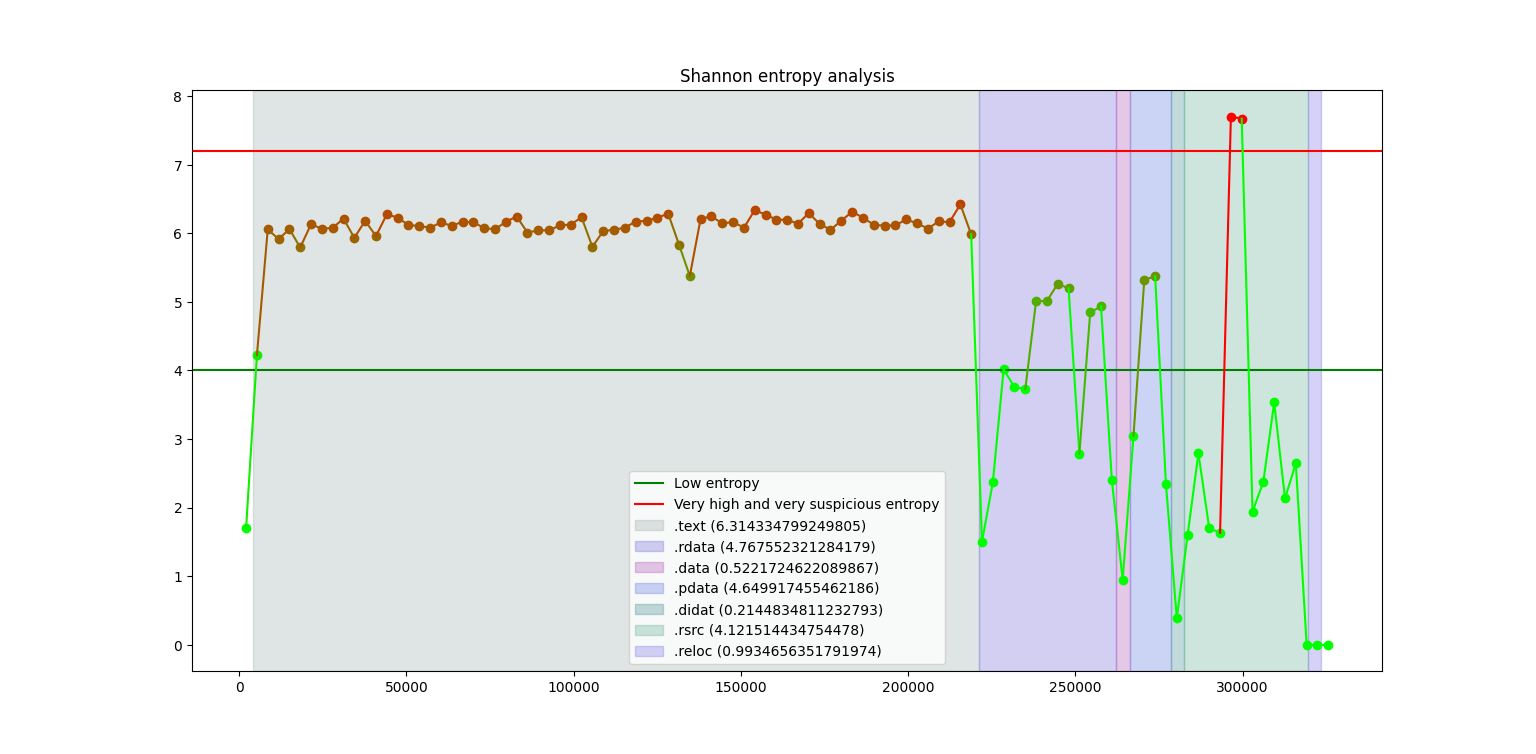 Shannon entropy analysis
8
7
6
5
4
3
2
1
0
Low entropy
Very high and very suspicious entropy
.text (6.314334799249805)
.rdata (4.767552321284179)
.data (0.5221724622089867)
.pdata (4.649917455462186)
.didat (0.2144834811232793)
.rsrc (4.121514434754478)
.reloc (0.9934656351791974)
0 50000 100000 150000 200000 250000 300000